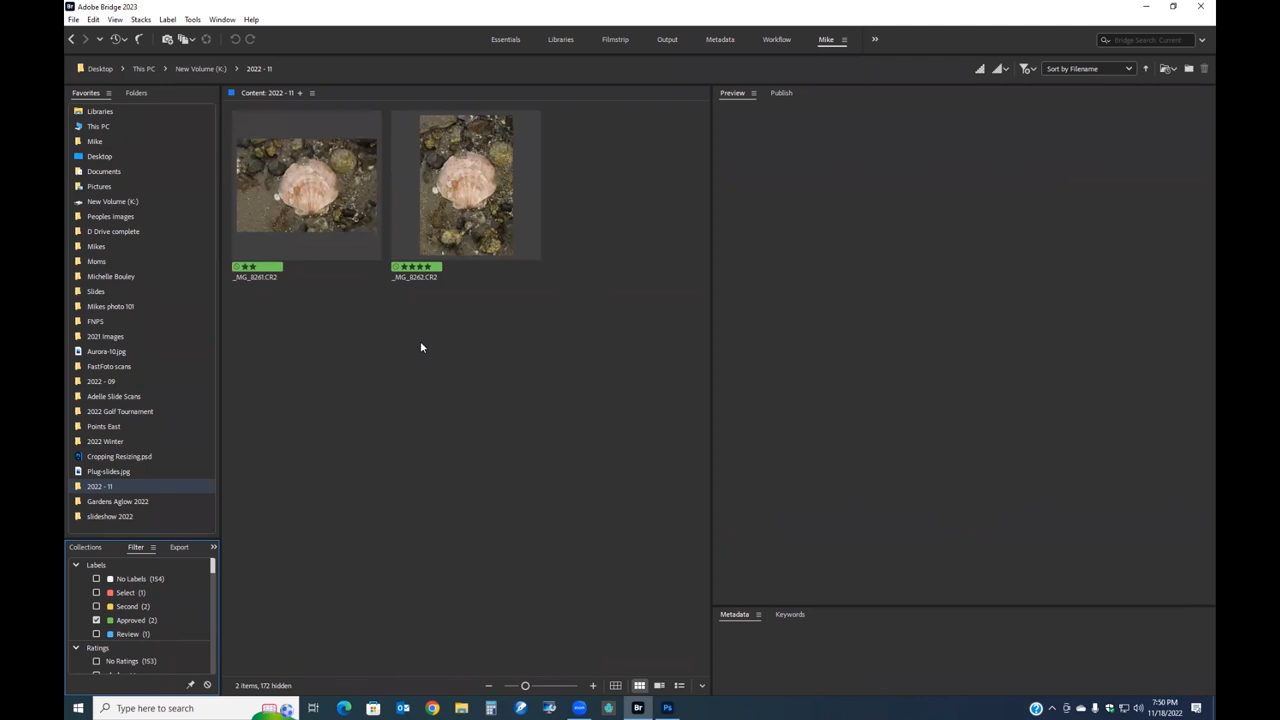 Br Adobe Bridge 2023
File Edit View Stacks Label Tools Window Help
Essentials Libraries Filmstrip Output Metadata Workflow Mike Bridge Search: Current
Desktop This PC New Volume (K:) 2022 - 11 Sort by Filename
Favorites Folders
Libraries
This PC
Mike
Desktop
Documents
Pictures
New Volume (K:)
Peoples images
D Drive complete
Mikes
Moms
Michelle Bouley
Slides
Mikes photo 101
FNPS
2021 Images
Aurora-10.jpg
FastFoto scans
2022 - 09
Adelle Slide Scans
2022 Golf Tournament
Points East
2022 Winter
Cropping Resizing.psd
Plug-slides.jpg
2022 - 11
Gardens Aglow 2022
slideshow 2022
Collections Filter Export
Labels
No Labels (154)
Select (1)
Second (2)
Approved (2)
Review (1)
Ratings
No Ratings (153)
Content: 2022 - 11
_MG_8261.CR2
_MG_8262.CR2
2 items, 172 hidden
Preview Publish
Metadata Keywords
Type here to search
Br
Ps
7:50 PM
11/18/2022